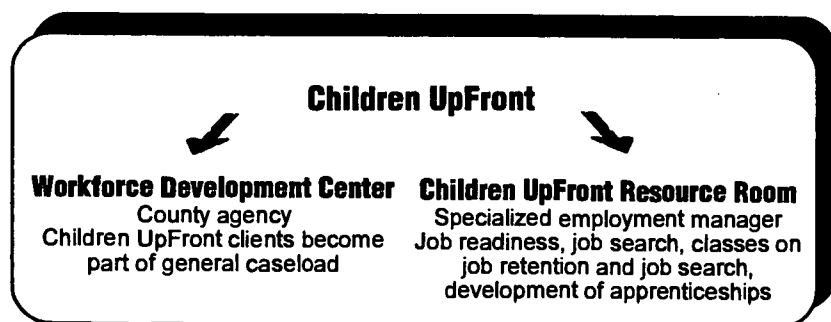 Children UpFront
Workforce Development Center
County agency
Children UpFront clients become
part of general caseload
Children UpFront Resource Room
Specialized employment manager
Job readiness, job search, classes on
job retention and job search,
development of apprenticeships